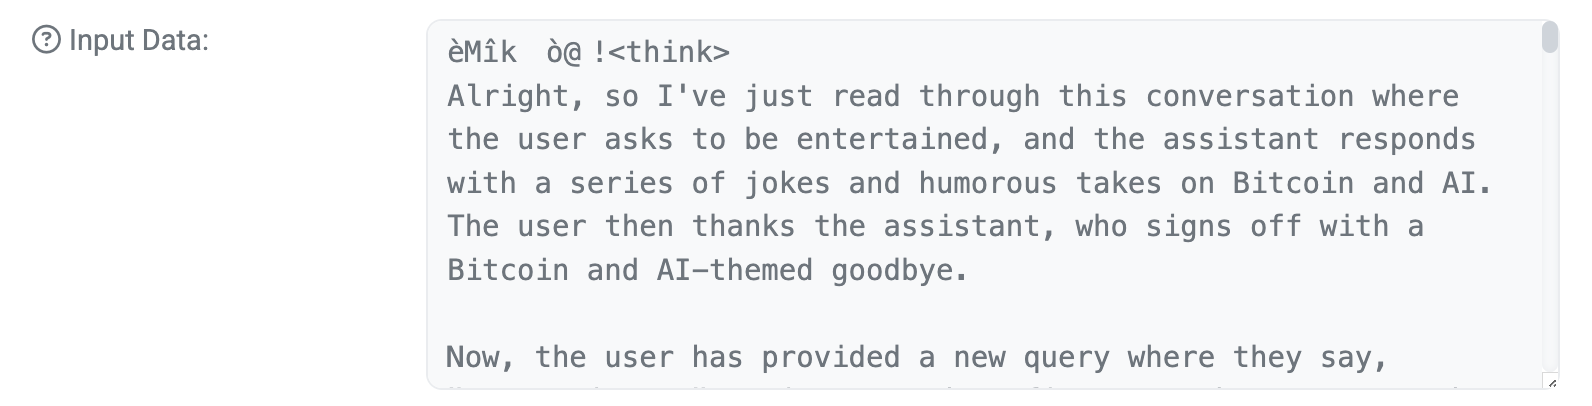 Input Data:
èMîk  ò@ !<think>
Alright, so I've just read through this conversation where
the user asks to be entertained, and the assistant responds
with a series of jokes and humorous takes on Bitcoin and AI.
The user then thanks the assistant, who signs off with a
Bitcoin and AI-themed goodbye.
Now, the user has provided a new query where they say,